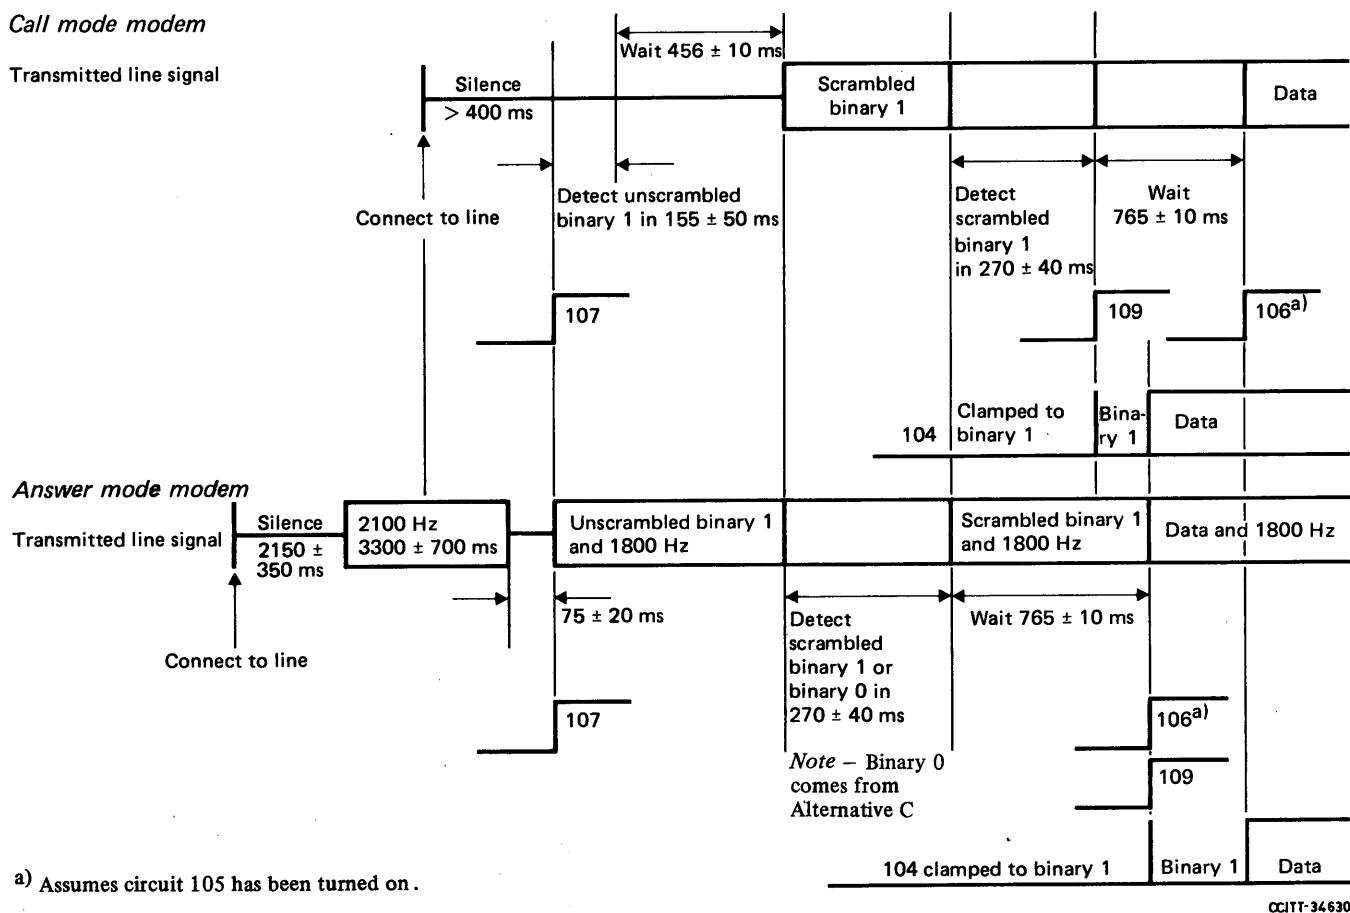 Call mode modem
Wait 456 ± 10 ms
Transmitted line signal
Silence
> 400 ms
Scrambled
binary 1
Data
Detect unscrambled
binary 1 in 155 ± 50 ms
Connect to line
Detect
scrambled
binary 1
in 270 ± 40 ms
Wait
765 ± 10 ms
107
109
106a)
104
Clamped to
binary 1
Bina-
ry 1
Data
Answer mode modem
Transmitted line signal
Silence
2150 ±
350 ms
2100 Hz
3300 ± 700 ms
Unscrambled binary 1
and 1800 Hz
Scrambled binary 1
and 1800 Hz
Data and 1800 Hz
75 ± 20 ms
Connect to line
Detect
scrambled
binary 1 or
binary 0 in
270 ± 40 ms
Wait 765 ± 10 ms
107
106a)
Note – Binary 0
comes from
Alternative C
109
104 clamped to binary 1
Binary 1
Data
a) Assumes circuit 105 has been turned on.
CCITT-34630